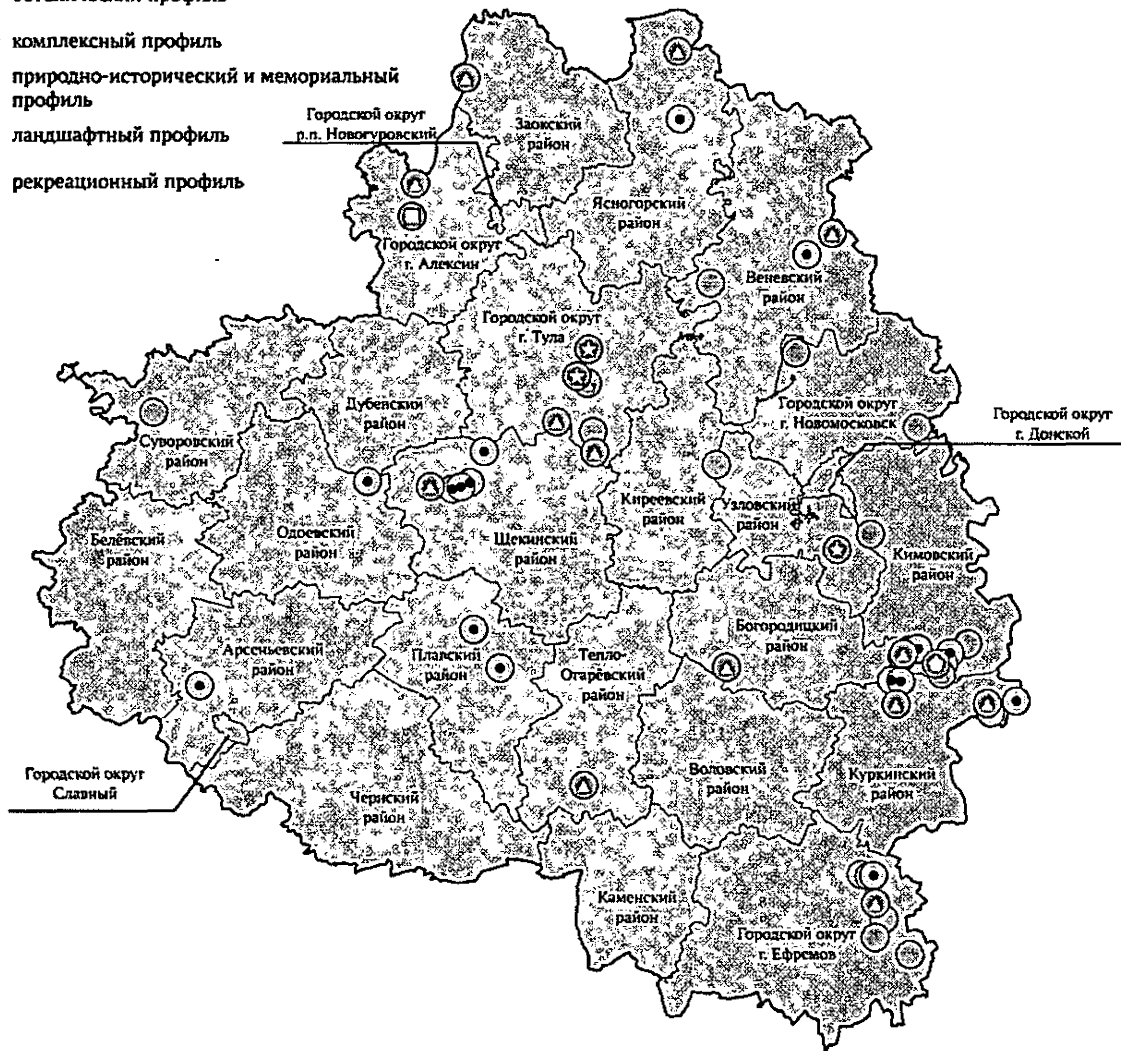 комплексный профиль
природно-исторический и мемориальный
профиль
ландшафтный профиль
рекреационный профиль
Городской округ
р.п. Новогуровский
Заокский
район
Ясногорский
район
Городской округ
г. Алексин
Веневский
район
Городской округ
г. Тула
Дубенский
район
Городской округ
г. Новомосковск
Городской округ
г. Донской
Суворовский
район
Киреевский
район
Узловский
район
Белёвский
район
Одоевский
район
Щекинский
район
Кимовский
район
Богородицкий
район
Арсеньевский
район
Плавский
район
Тепло-
Огарёвский
район
Городской округ
Славный
Чернский
район
Воловский
район
Куркинский
район
Каменский
район
Городской округ
г. Ефремов